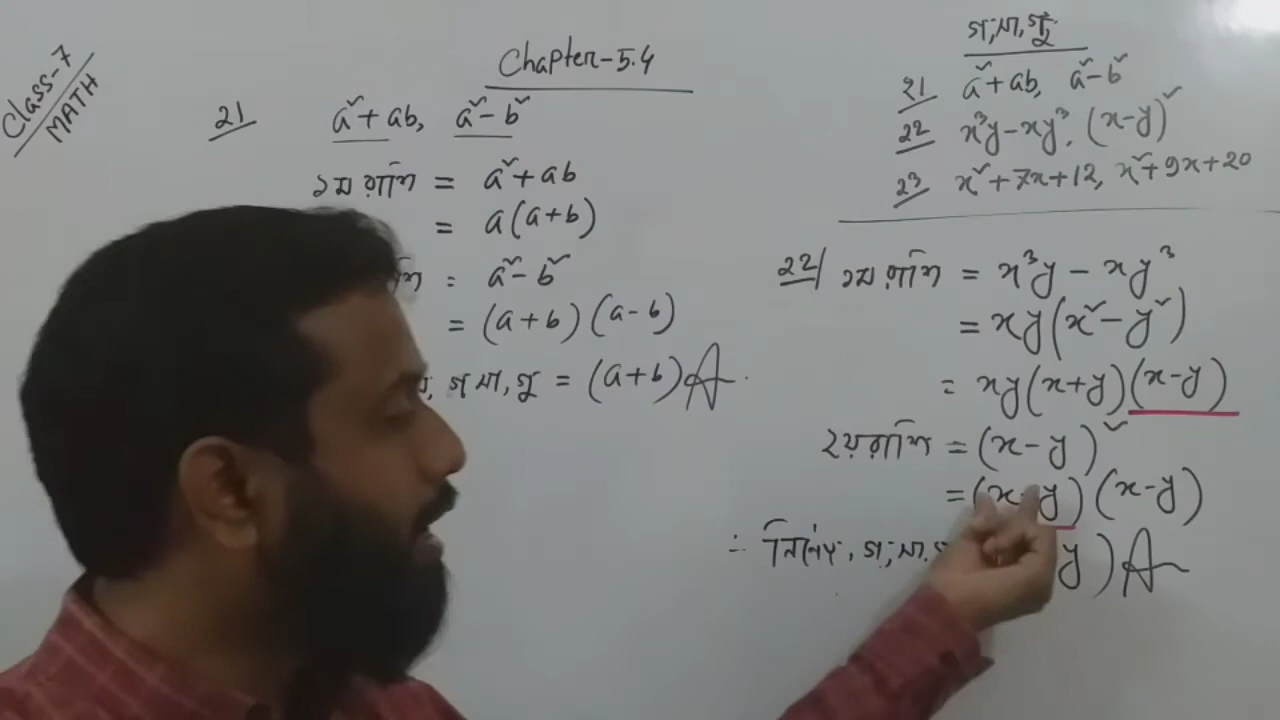 Class-7
MATH
Chapter-5.4
২১ a²+ab, a²-b²
১ম রাশি = a²+ab
= a(a+b)
= a²-b²
= (a+b)(a-b)
গ,সা,গু = (a+b) A
গ,সা,গু
২১ a²+ab, a²-b²
২২ x³y-xy³, (x-y)²
২৩ x²+7x+12, x²+9x+20
২২/ ১ম রাশি = x³y-xy³
= xy(x²-y²)
= xy(x+y)(x-y)
২য় রাশি = (x-y)²
= (x-y)(x-y)
∴ নির্ণেয়, গ,সা, y) A